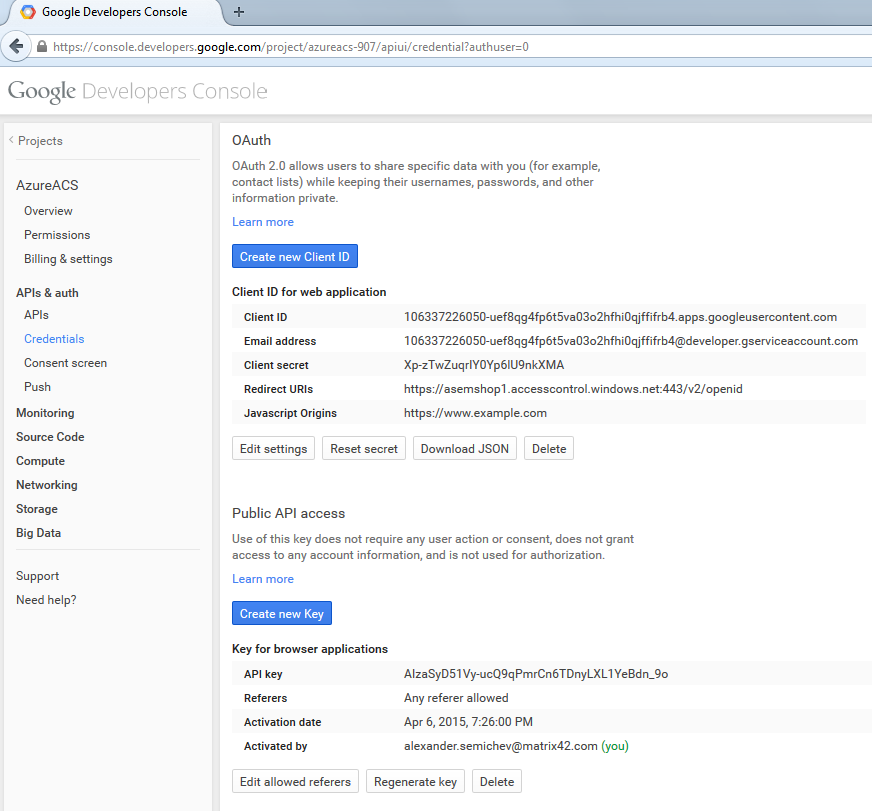 Google Developers Console
https://console.developers.google.com/project/azureacs-907/apiui/credential?authuser=0
Google Developers Console
Projects
AzureACS
Overview
Permissions
Billing & settings
APIs & auth
APIs
Credentials
Consent screen
Push
Monitoring
Source Code
Compute
Networking
Storage
Big Data
Support
Need help?
OAuth
OAuth 2.0 allows users to share specific data with you (for example,
contact lists) while keeping their usernames, passwords, and other
information private.
Learn more
Create new Client ID
Client ID for web application
Client ID 106337226050-uef8qg4fp6t5va03o2hfhi0qjffifrb4.apps.googleusercontent.com
Email address 106337226050-uef8qg4fp6t5va03o2hfhi0qjffifrb4@developer.gserviceaccount.com
Client secret Xp-zTwZuqrIY0Yp6lU9nkXMA
Redirect URIs https://asemshop1.accesscontrol.windows.net:443/v2/openid
Javascript Origins https://www.example.com
Edit settings Reset secret Download JSON Delete
Public API access
Use of this key does not require any user action or consent, does not grant
access to any account information, and is not used for authorization.
Learn more
Create new Key
Key for browser applications
API key AIzaSyD51Vy-ucQ9qPmrCn6TDnyLXL1YeBdn_9o
Referers Any referer allowed
Activation date Apr 6, 2015, 7:26:00 PM
Activated by alexander.semichev@matrix42.com (you)
Edit allowed referers Regenerate key Delete